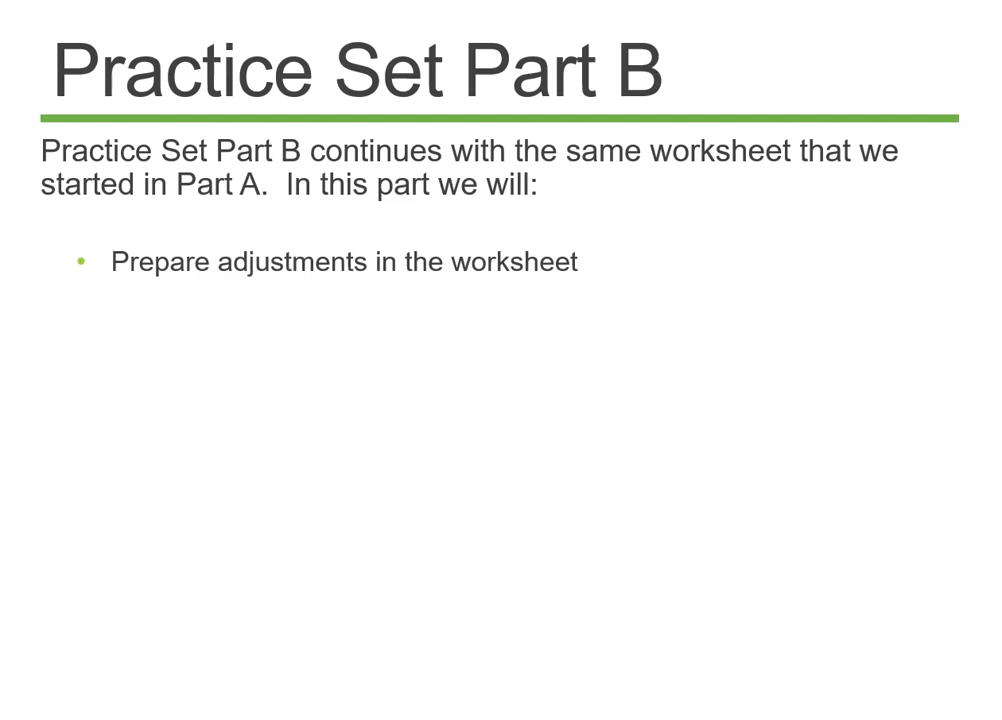 Practice Set Part B
Practice Set Part B continues with the same worksheet that we
started in Part A.  In this part we will:
• Prepare adjustments in the worksheet